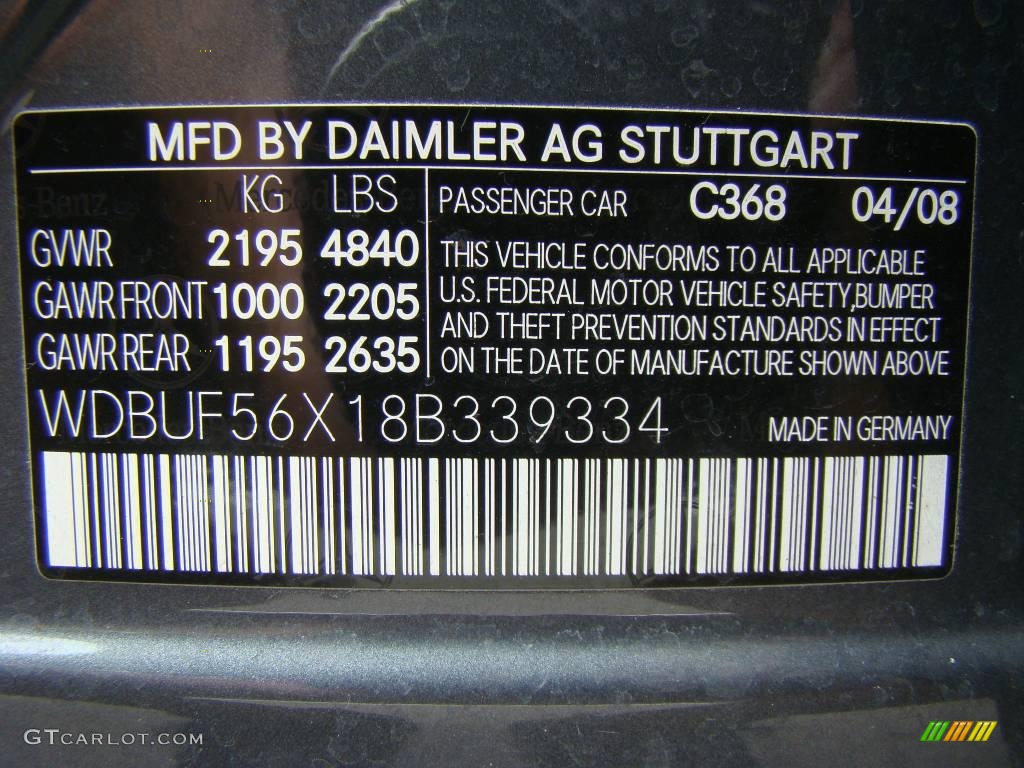 MFD BY DAIMLER AG STUTTGART
KG LBS
GVWR 2195 4840
GAWR FRONT 1000 2205
GAWR REAR 1195 2635
PASSENGER CAR C368 04/08
THIS VEHICLE CONFORMS TO ALL APPLICABLE
U.S. FEDERAL MOTOR VEHICLE SAFETY,BUMPER
AND THEFT PREVENTION STANDARDS IN EFFECT
ON THE DATE OF MANUFACTURE SHOWN ABOVE
WDBUF56X18B339334 MADE IN GERMANY
GTCARLOT.COM